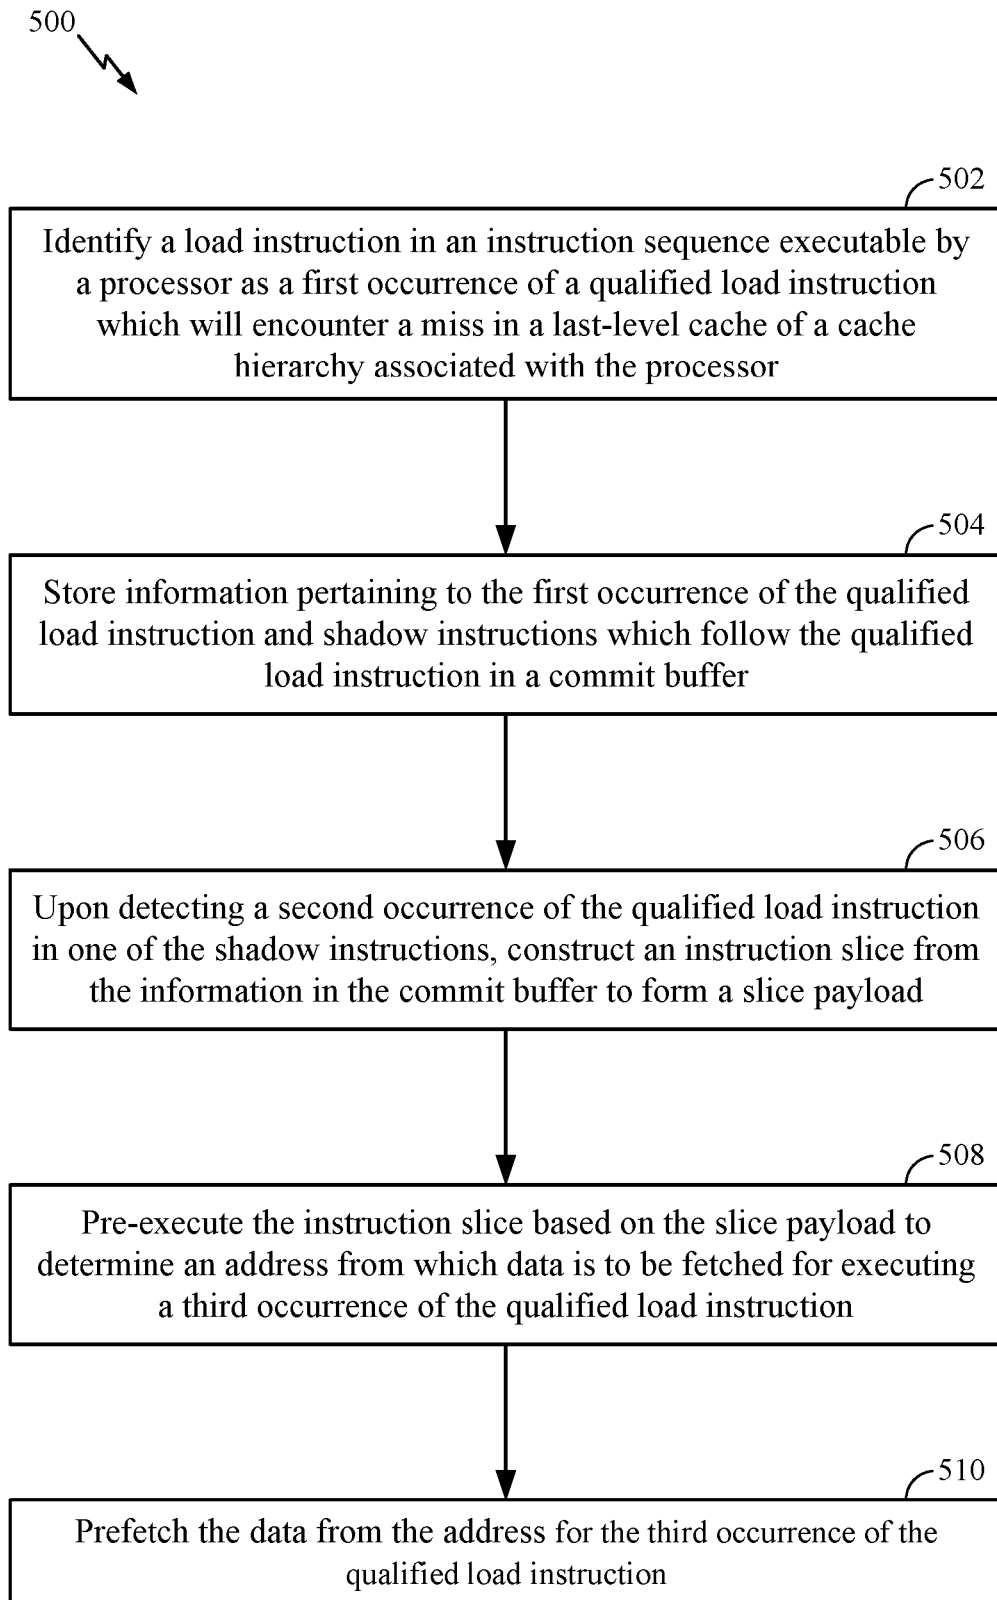 500
502
Identify a load instruction in an instruction sequence executable by
a processor as a first occurrence of a qualified load instruction
which will encounter a miss in a last-level cache of a cache
hierarchy associated with the processor
504
Store information pertaining to the first occurrence of the qualified
load instruction and shadow instructions which follow the qualified
load instruction in a commit buffer
506
Upon detecting a second occurrence of the qualified load instruction
in one of the shadow instructions, construct an instruction slice from
the information in the commit buffer to form a slice payload
508
Pre-execute the instruction slice based on the slice payload to
determine an address from which data is to be fetched for executing
a third occurrence of the qualified load instruction
510
Prefetch the data from the address for the third occurrence of the
qualified load instruction